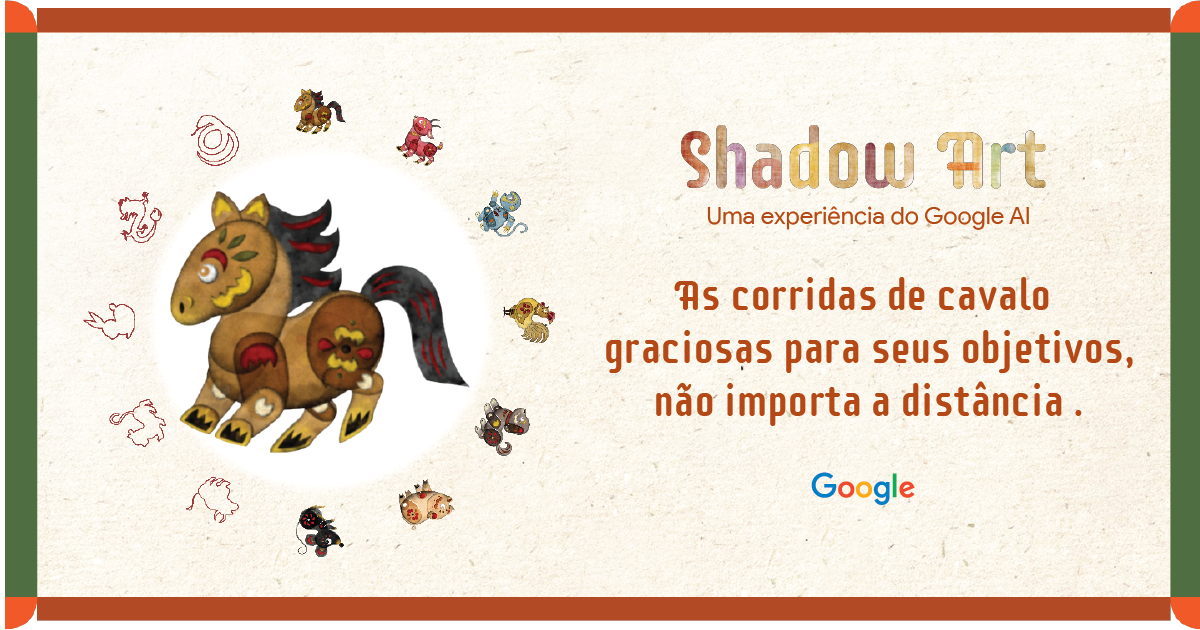 Shadow Art
Uma experiência do Google AI
As corridas de cavalo
graciosas para seus objetivos,
não importa a distância .
Google